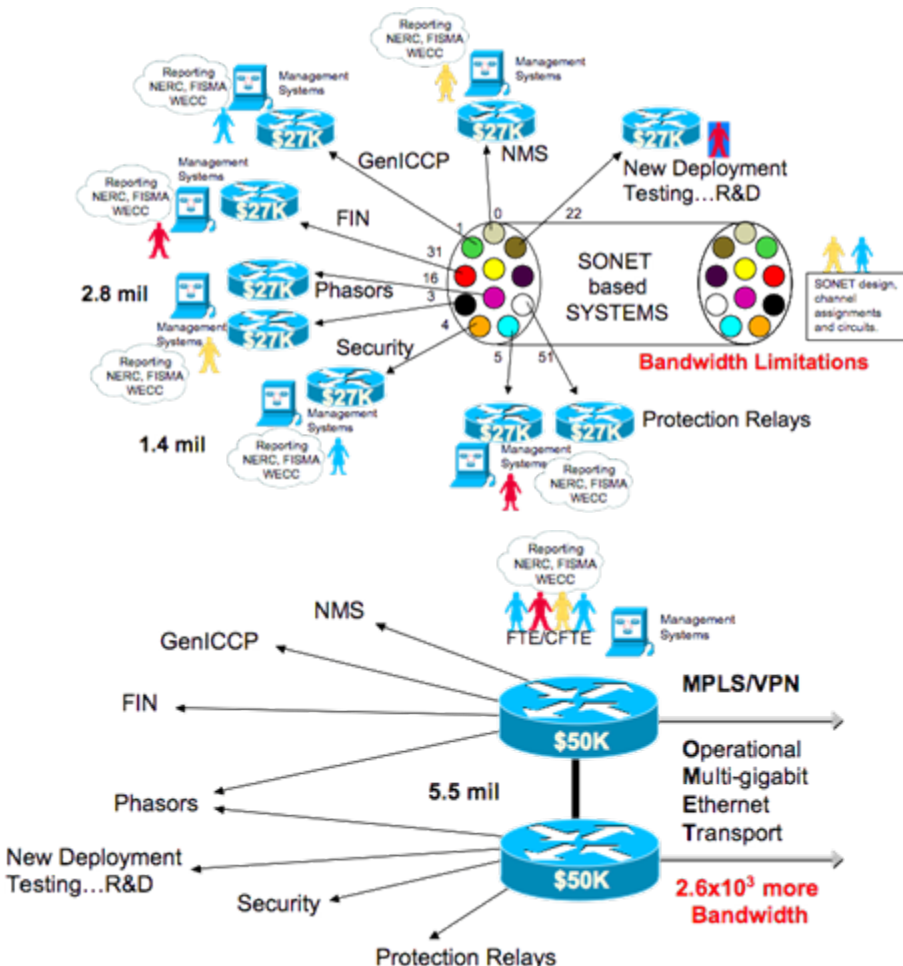 Reporting
NERC, FISMA
WECC
Management
Systems
$27K
GenICCP
Reporting
NERC, FISMA
WECC
Management
Systems
$27K
NMS
$27K
New Deployment
Testing...R&D
Reporting
NERC, FISMA
WECC
Management
Systems
$27K
FIN
1
0
22
31
16
3
4
5
51
2.8 mil
$27K
Phasors
Management
Systems
$27K
Reporting
NERC, FISMA
WECC
Security
$27K
Management
Systems
1.4 mil
Reporting
NERC, FISMA
WECC
SONET
based
SYSTEMS
SONET design,
channel
assignments
and circuits.
Bandwidth Limitations
$27K
$27K
Protection Relays
Management
Systems
Reporting
NERC, FISMA
WECC
Reporting
NERC, FISMA
WECC
FTE/CFTE
Management
Systems
NMS
GenICCP
FIN
Phasors
New Deployment
Testing...R&D
Security
Protection Relays
$50K
5.5 mil
$50K
MPLS/VPN
Operational
Multi-gigabit
Ethernet
Transport
2.6x10³ more
Bandwidth